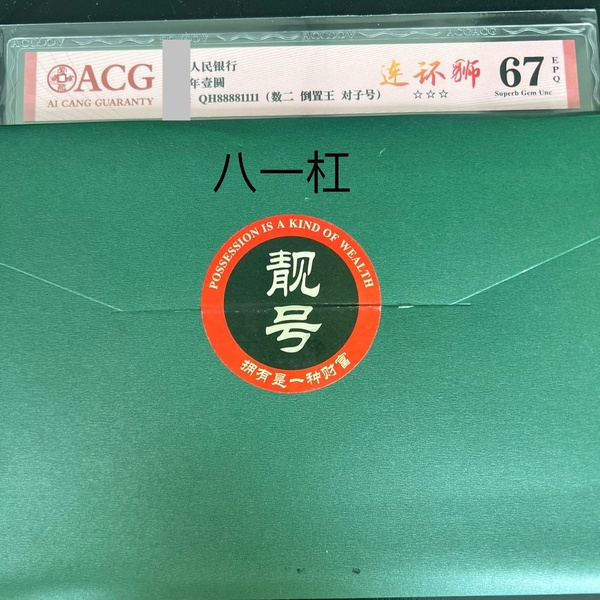 ACG
AI CANG GUARANTY
人民银行
年壹圆
QH88881111（数二 倒置王 对子号）
连环狮
☆☆☆
67
EPQ
Superb Gem Unc
八一杠
POSSESSION IS A KIND OF WEALTH
靓号
拥有是一种财富